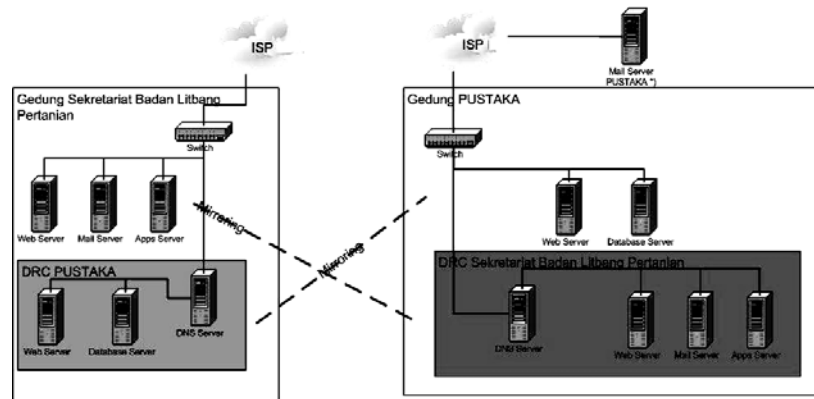 ISP
Gedung Sekretariat Badan Litbang
Pertanian
Switch
Web Server
Mail Server
Apps Server
Mirroring
DRC PUSTAKA
Web Server
Database Server
DNS Server
ISP
Mail Server
PUSTAKA *)
Gedung PUSTAKA
Switch
Web Server
Database Server
Mirroring
DRC Sekretariat Badan Litbang Pertanian
DNS Server
Web Server
Mail Server
Apps Server